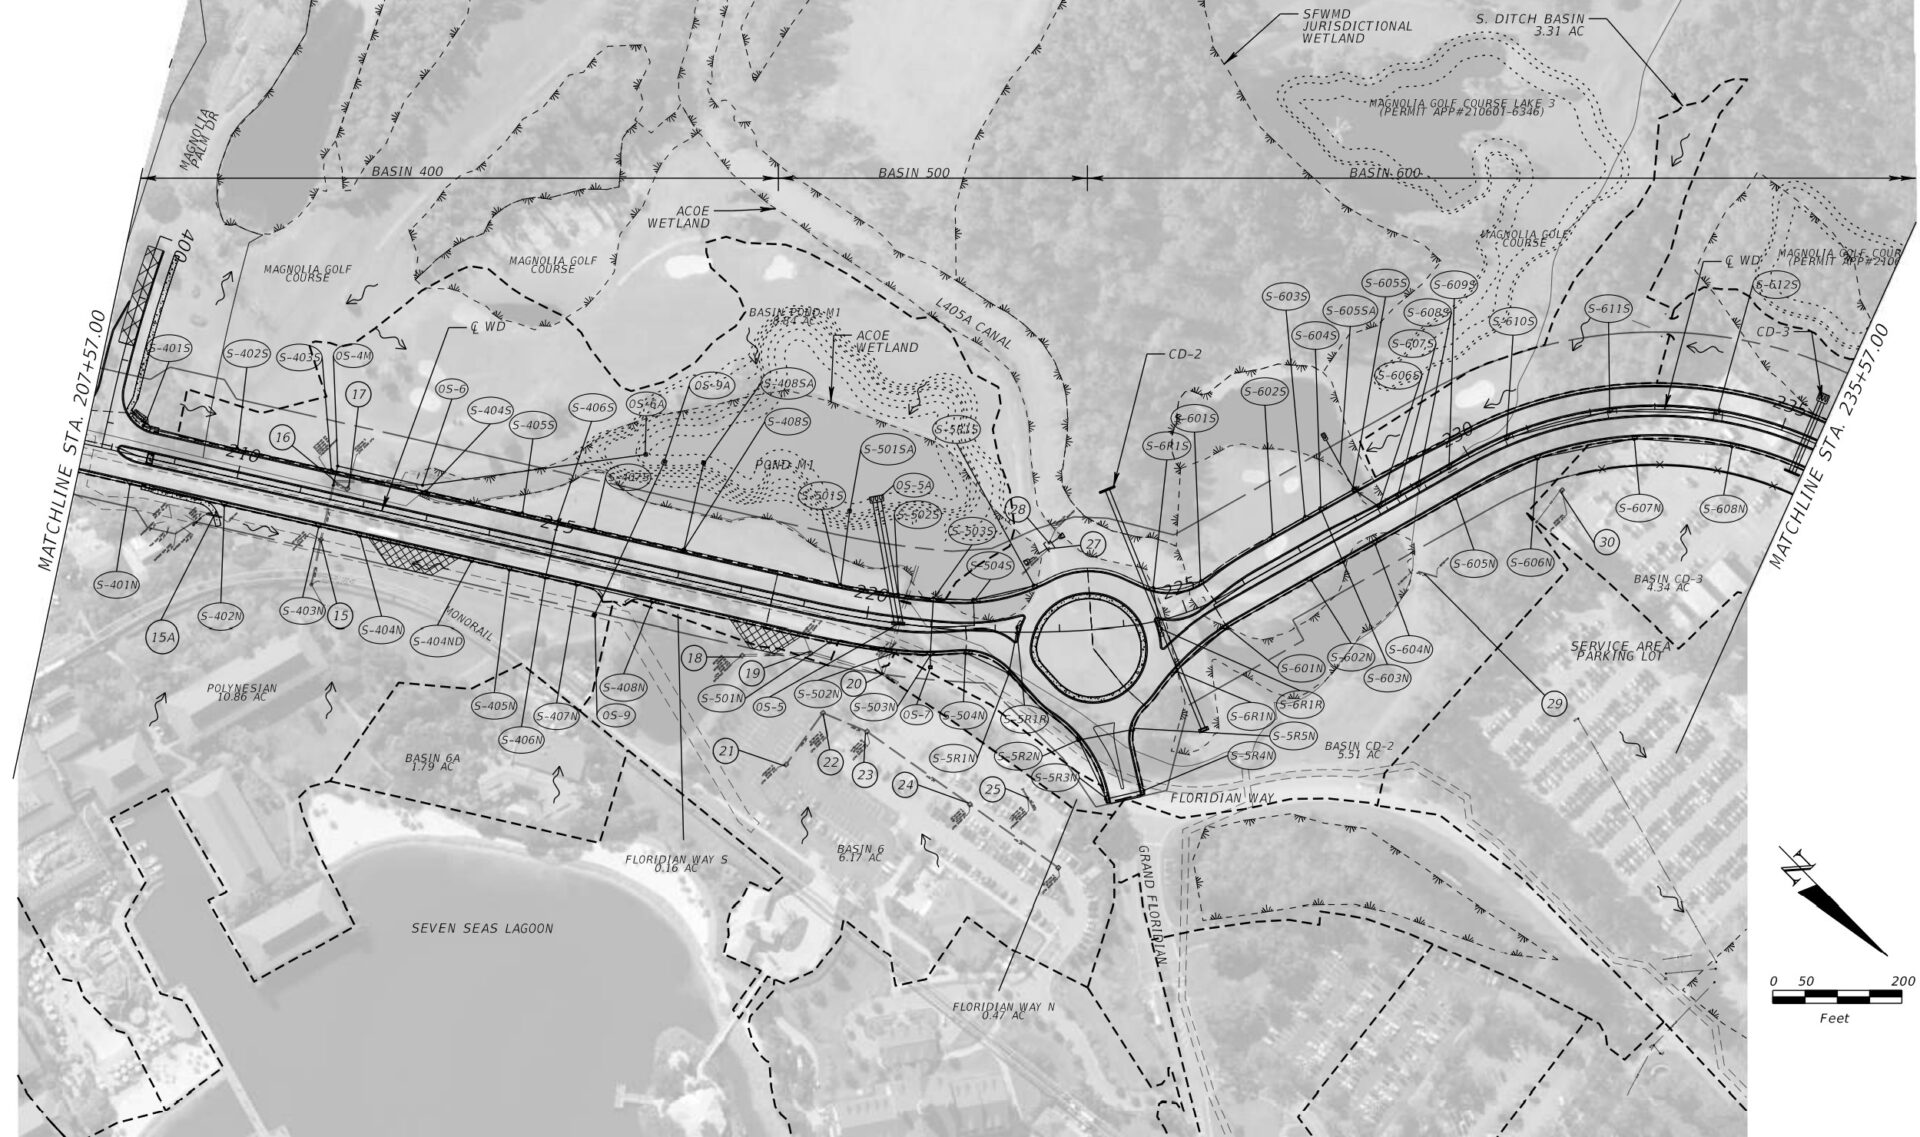 SFWMD
JURISDICTIONAL
WETLAND
S. DITCH BASIN
3.31 AC
MAGNOLIA GOLF COURSE LAKE 3
(PERMIT APP#210601-6346)
MAGNOLIA
PALM DR
BASIN 400
BASIN 500
BASIN 600
ACOE
WETLAND
400
MAGNOLIA GOLF
COURSE
MAGNOLIA GOLF
COURSE
MAGNOLIA GOLF
COURSE
MAGNOLIA GOLF COUR
(PERMIT APP#2106
℄ WD
℄ WD
L405A CANAL
BASIN POND M1
ACOE
WETLAND
CD-2
CD-3
S-603S
S-605S
S-609S
S-605SA
S-608S
S-604S
S-607S
S-606S
S-610S
S-611S
S-612S
S-602S
S-601S
S-6R1S
MATCHLINE STA. 207+57.00
MATCHLINE STA. 235+57.00
S-401S
S-402S
S-403S
OS-4M
17
16
OS-6
S-404S
S-405S
S-406S
OS-6A
OS-9A
S-408SA
S-408S
S-407S
POND M1
S-501SA
S-5R1S
S-501S
OS-5A
S-502S
S-503S
S-504S
28
27
210
215
220
225
230
235
S-401N
15A
S-402N
S-403N
15
S-404N
S-404ND
MONORAIL
S-405N
S-406N
S-407N
S-408N
OS-9
18
19
S-501N
OS-5
S-502N
20
S-503N
OS-7
S-504N
S-5R1R
S-5R1N
S-5R2N
S-5R3N
S-5R4N
S-5R5N
S-6R1N
S-6R1R
S-601N
S-602N
S-603N
S-604N
S-605N
S-606N
S-607N
S-608N
30
29
21
22
23
24
25
POLYNESIAN
10.86 AC
BASIN 6A
1.79 AC
BASIN CD-3
4.34 AC
SERVICE AREA
PARKING LOT
BASIN CD-2
5.51 AC
FLORIDIAN WAY
FLORIDIAN WAY S
0.16 AC
BASIN 6
6.17 AC
GRAND FLORIDIAN
SEVEN SEAS LAGOON
FLORIDIAN WAY N
0.47 AC
N
0 50 200
Feet